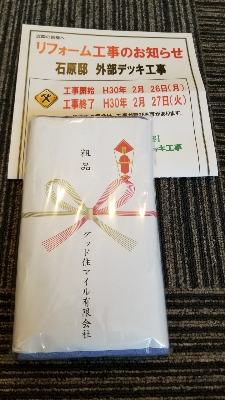 近隣の皆様へ
リフォーム工事のお知らせ
石原邸 外部デッキ工事
工事開始 H30年 2月 26日(月)
工事終了 H30年 2月 27日(火)
デッキ工事
粗品
グッド住マイル有限会社